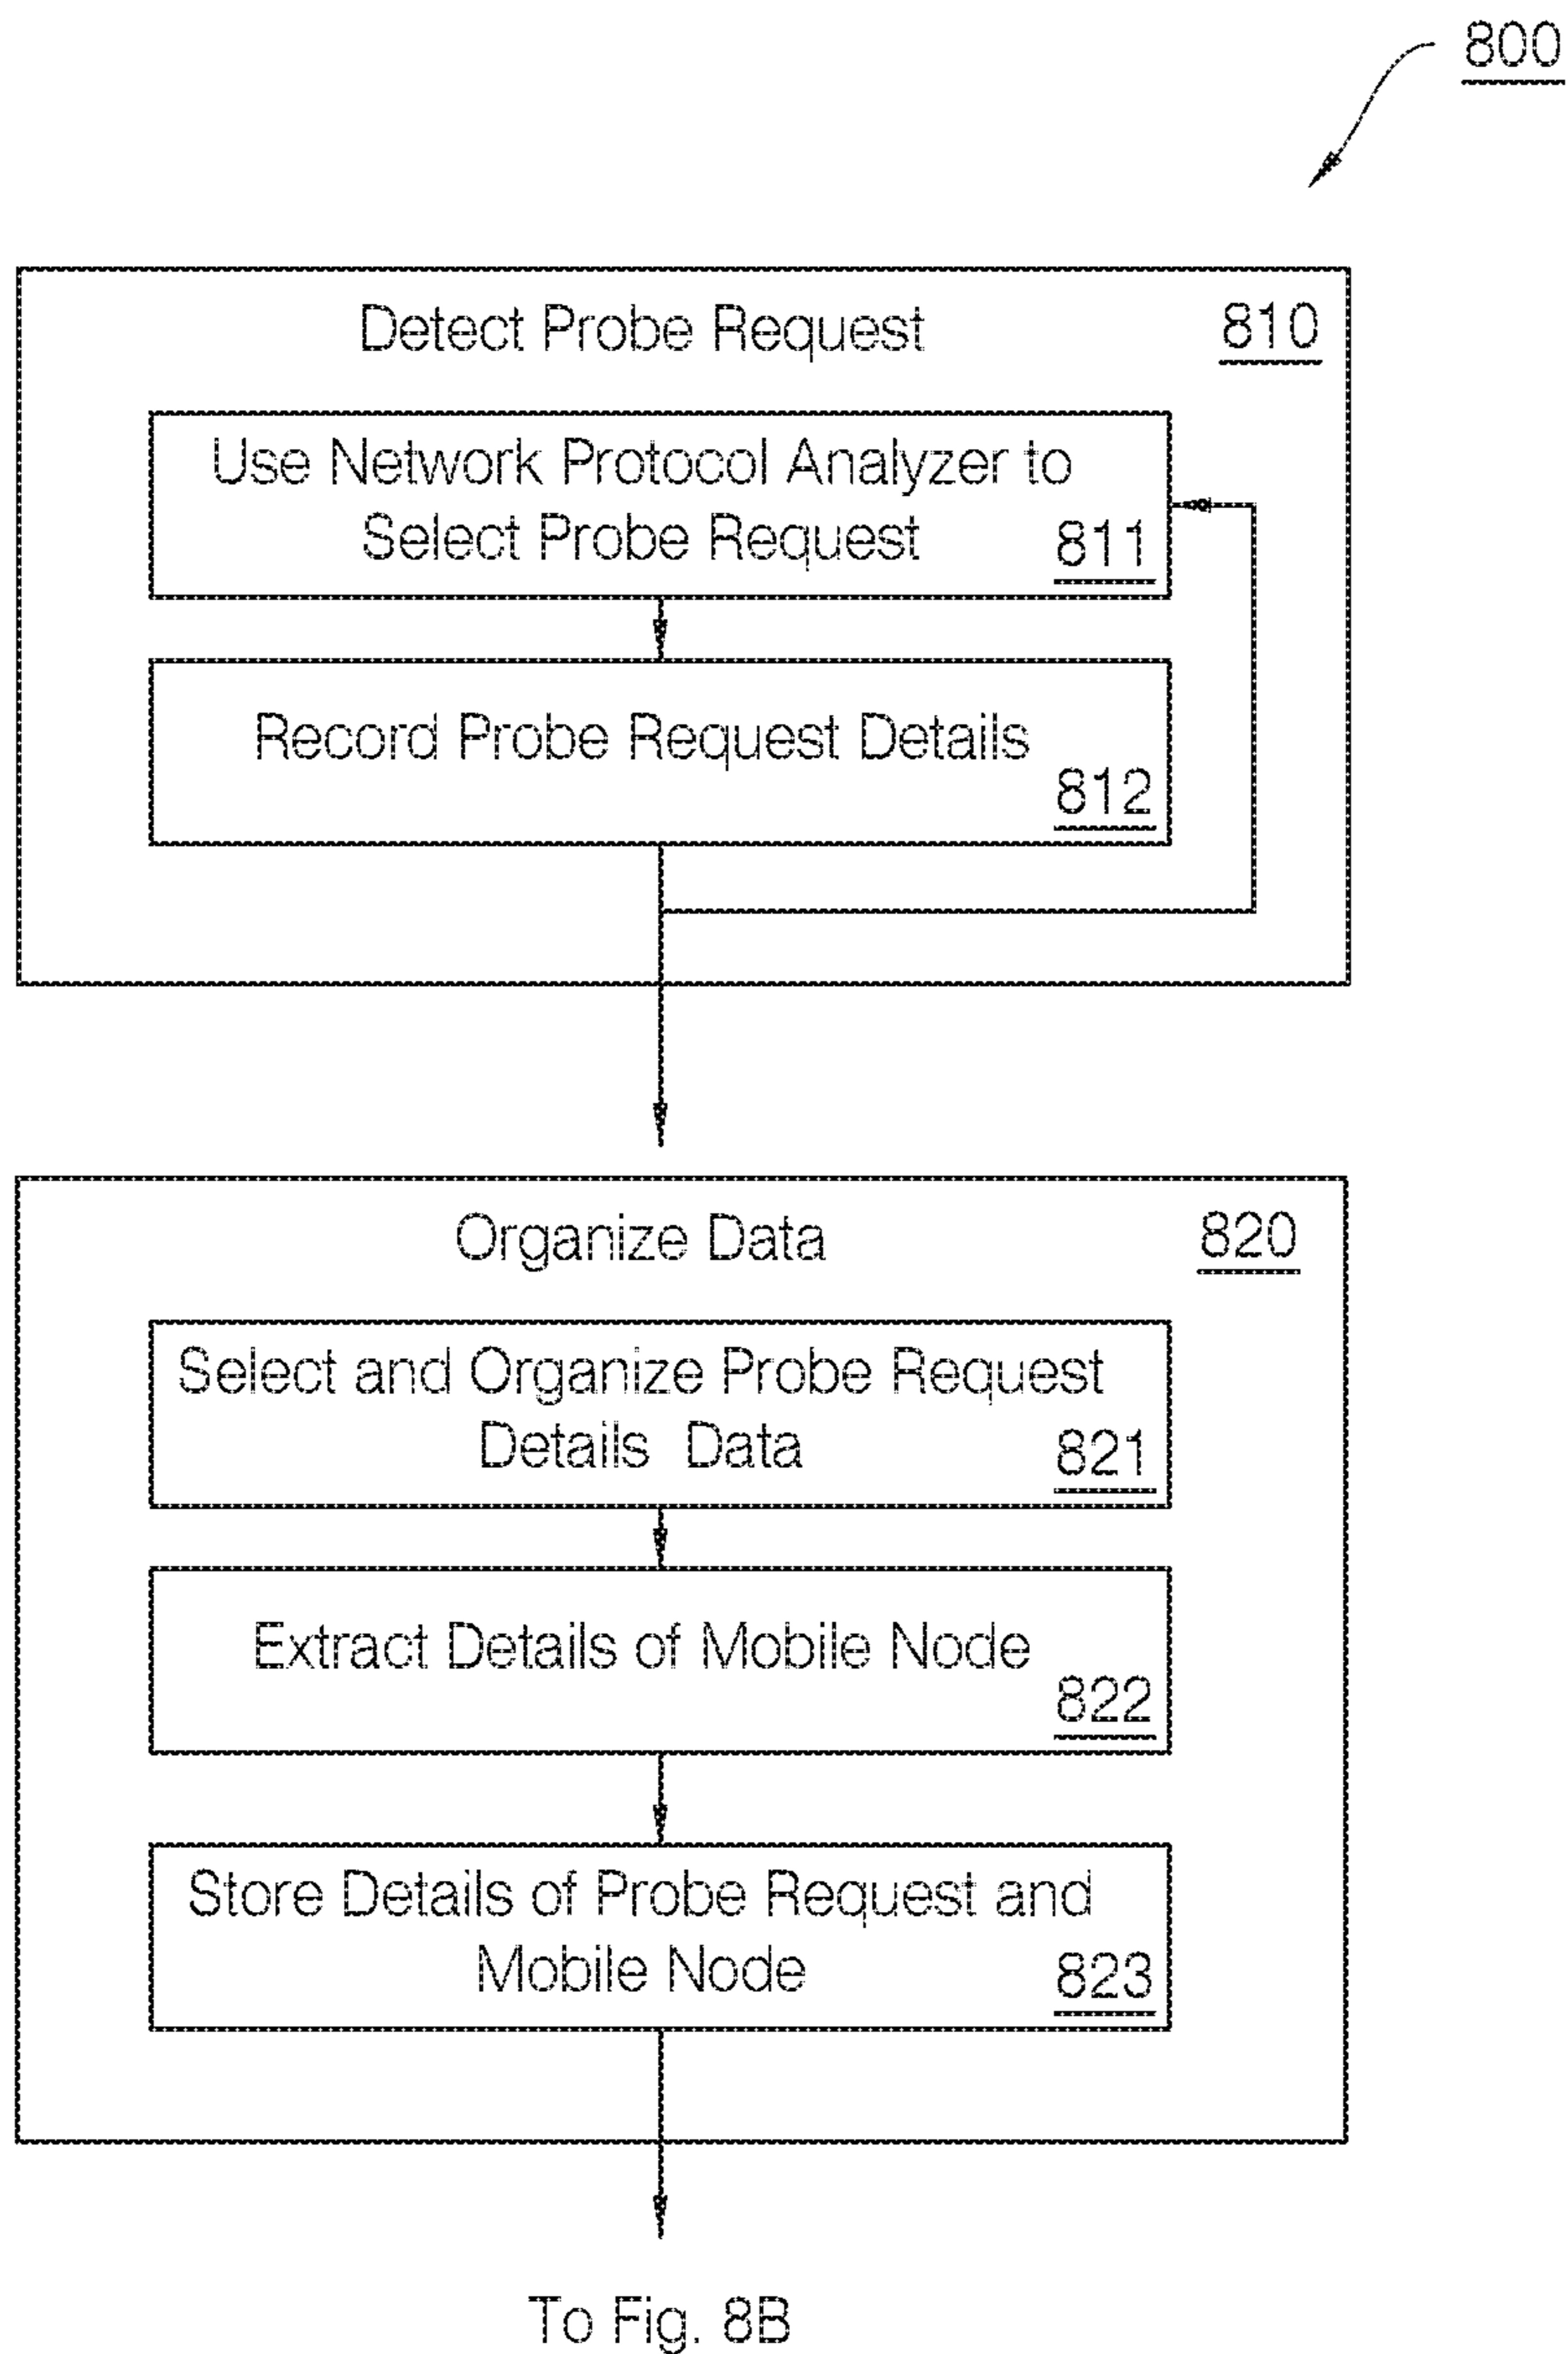 800
Detect Probe Request
810
Use Network Protocol Analyzer to
Select Probe Request
811
Record Probe Request Details
812
Organize Data
820
Select and Organize Probe Request
Details Data
821
Extract Details of Mobile Node
822
Store Details of Probe Request and
Mobile Node
823
To Fig. 8B